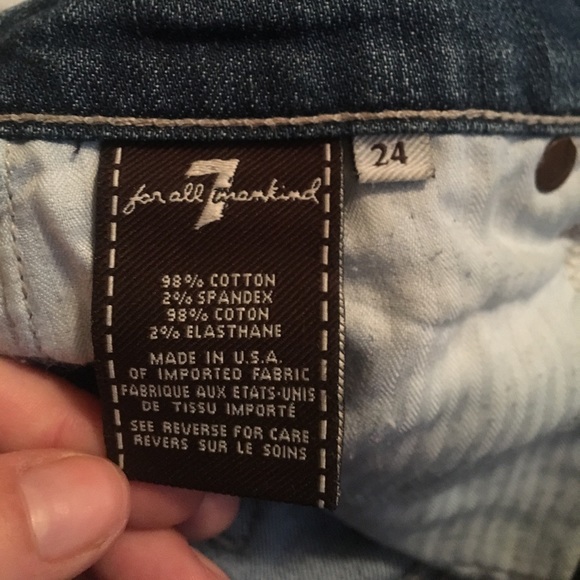 7
for all mankind
24
98% COTTON
2% SPANDEX
98% COTON
2% ELASTHANE
MADE IN U.S.A.
OF IMPORTED FABRIC
FABRIQUE AUX ETATS-UNIS
DE TISSU IMPORTÉ
SEE REVERSE FOR CARE
REVERS SUR LE SOINS